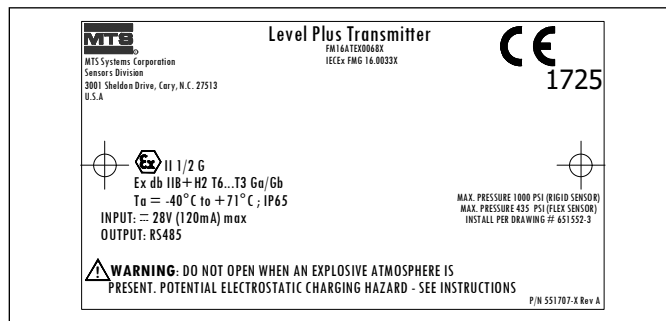 MTS
R
Level Plus Transmitter
FM16ATEX0068X
IECEx FMG 16.0033X
CE
1725
MTS Systems Corporation
Sensors Division
3001 Sheldon Drive, Cary, N.C. 27513
U.S.A
Ex II 1/2 G
Ex db IIB+H2 T6...T3 Ga/Gb
Ta = -40°C to +71°C ; IP65
INPUT: ⎓ 28V (120mA) max
OUTPUT: RS485
MAX. PRESSURE 1000 PSI (RIGID SENSOR)
MAX. PRESSURE 435 PSI (FLEX SENSOR)
INSTALL PER DRAWING # 651552-3
WARNING: DO NOT OPEN WHEN AN EXPLOSIVE ATMOSPHERE IS
PRESENT. POTENTIAL ELECTROSTATIC CHARGING HAZARD - SEE INSTRUCTIONS
P/N 551707-X Rev A